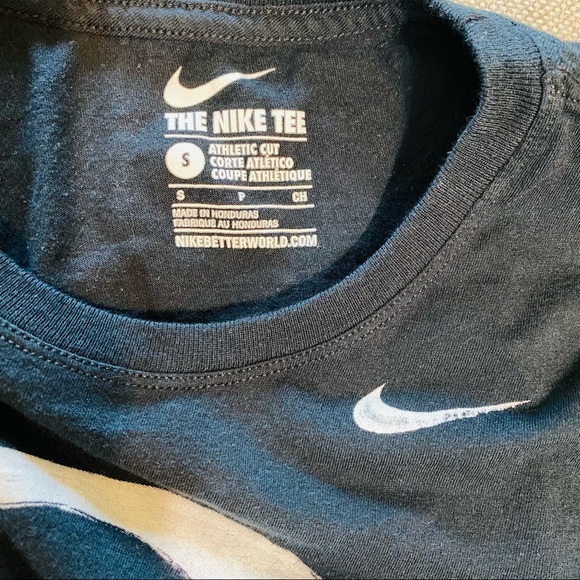 THE NIKE TEE
S
ATHLETIC CUT
CORTE ATLÉTICO
COUPE ATHLÉTIQUE
S P CH
MADE IN HONDURAS
FABRIQUÉ AU HONDURAS
NIKEBETTERWORLD.COM